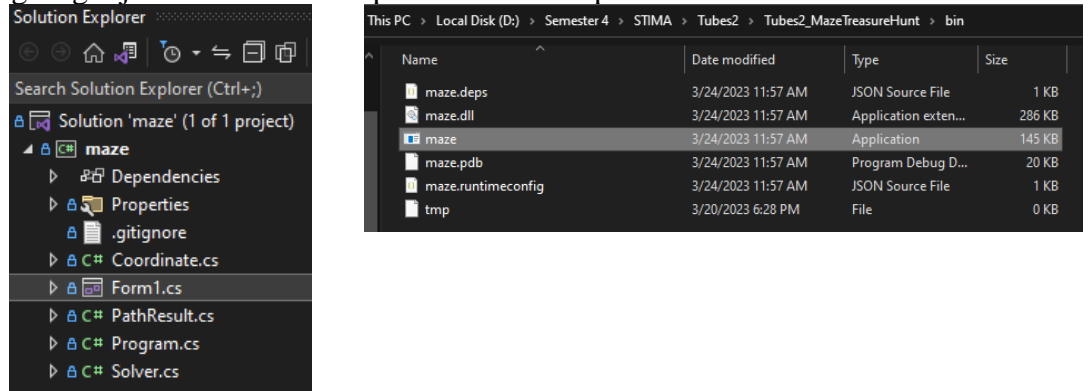 Solution Explorer
Search Solution Explorer (Ctrl+;)
Solution 'maze' (1 of 1 project)
C# maze
Dependencies
Properties
.gitignore
C# Coordinate.cs
Form1.cs
C# PathResult.cs
C# Program.cs
C# Solver.cs
This PC > Local Disk (D:) > Semester 4 > STIMA > Tubes2 > Tubes2_MazeTreasureHunt > bin
Name Date modified Type Size
maze.deps 3/24/2023 11:57 AM JSON Source File 1 KB
maze.dll 3/24/2023 11:57 AM Application exten... 286 KB
maze 3/24/2023 11:57 AM Application 145 KB
maze.pdb 3/24/2023 11:57 AM Program Debug D... 20 KB
maze.runtimeconfig 3/24/2023 11:57 AM JSON Source File 1 KB
tmp 3/20/2023 6:28 PM File 0 KB